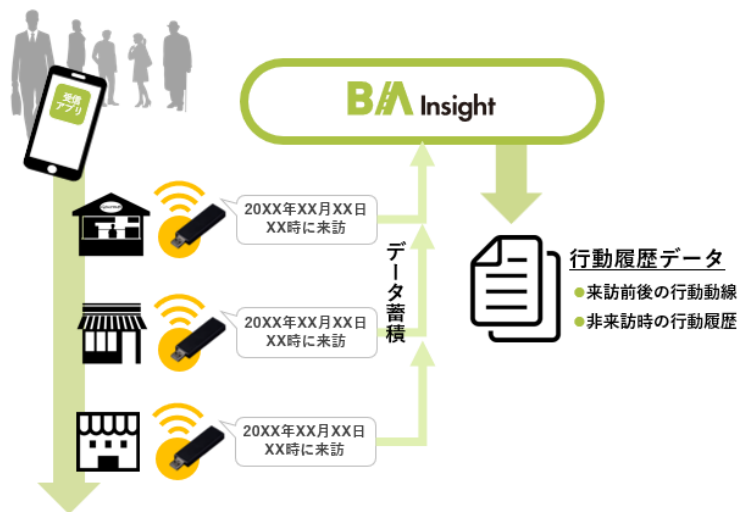 受信
アプリ
BIA Insight
20XX年XX月XX日
XX時に来訪
20XX年XX月XX日
XX時に来訪
20XX年XX月XX日
XX時に来訪
データ蓄積
行動履歴データ
●来訪前後の行動動線
●非来訪時の行動履歴